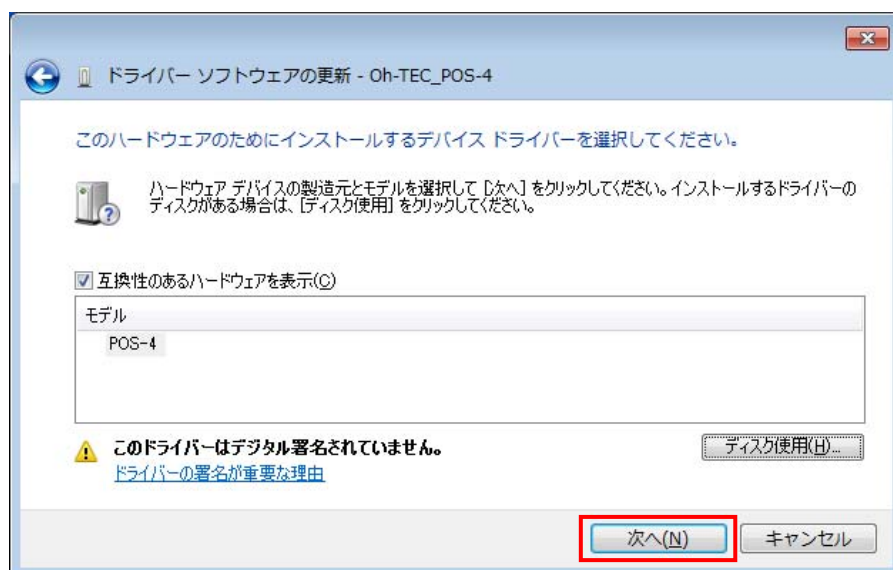 ドライバー ソフトウェアの更新 - Oh-TEC_POS-4
このハードウェアのためにインストールするデバイス ドライバーを選択してください。
ハードウェア デバイスの製造元とモデルを選択して [次へ] をクリックしてください。インストールするドライバーの
ディスクがある場合は、[ディスク使用] をクリックしてください。
互換性のあるハードウェアを表示(C)
モデル
POS-4
このドライバーはデジタル署名されていません。
ディスク使用(H)...
ドライバーの署名が重要な理由
次へ(N)
キャンセル